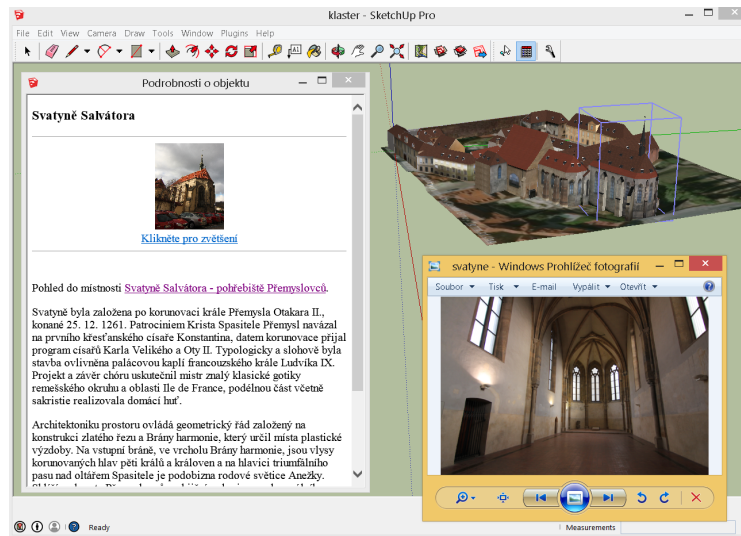 klaster - SketchUp Pro
File Edit View Camera Draw Tools Window Plugins Help
Podrobnosti o objektu
Svatyně Salvátora
Klikněte pro zvětšení
Pohled do místnosti Svatyně Salvátora - pohřebiště Přemyslovců.
Svatyně byla založena po korunovaci krále Přemysla Otakara II.,
konané 25. 12. 1261. Patrociniem Krista Spasitele Přemysl navázal
na prvního křesťanského císaře Konstantina, datem korunovace přijal
program císařů Karla Velikého a Oty II. Typologicky a slohově byla
stavba ovlivněna palácovou kaplí francouzského krále Ludvíka IX.
Projekt a závěr chóru uskutečnil mistr znalý klasické gotiky
remešského okruhu a oblasti Ile de France, podélnou část včetně
sakristie realizovala domácí huť.
Architektoniku prostoru ovládá geometrický řád založený na
konstrukci zlatého řezu a Brány harmonie, který určil místa plastické
výzdoby. Na vstupní bráně, ve vrcholu Brány harmonie, jsou vlysy
korunovaných hlav pěti králů a královen a na hlavici triumfálního
pasu nad oltářem Spasitele je podobizna rodové světice Anežky.
svatyne - Windows Prohlížeč fotografií
Soubor Tisk E-mail Vypálit Otevřít
Ready
Measurements